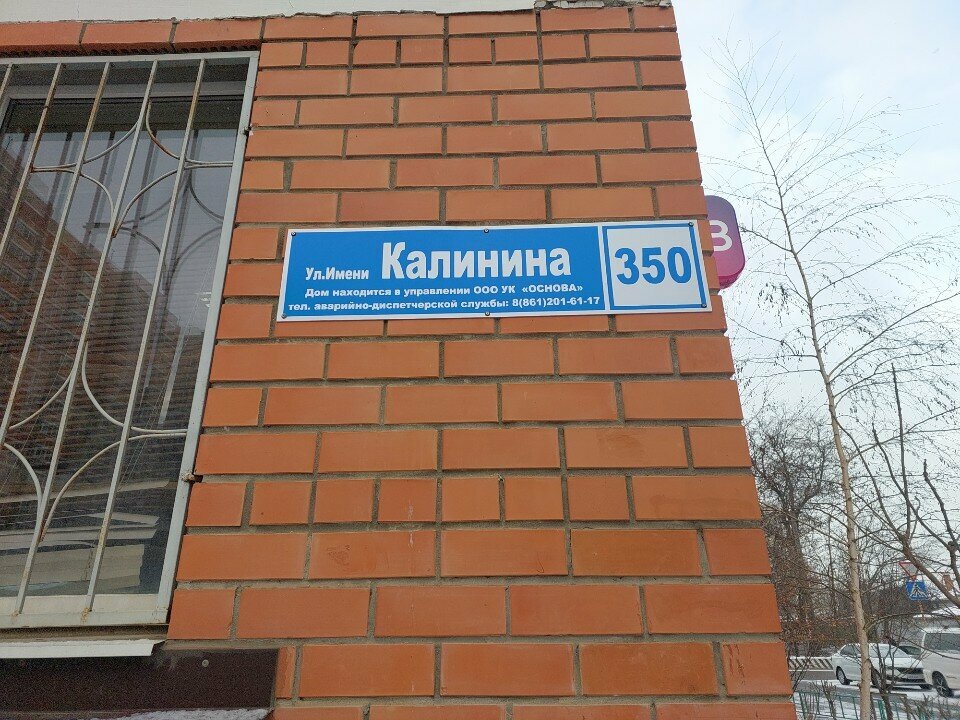 Ул.Имени Калинина 350
Дом находится в управлении ООО УК «ОСНОВА»
тел. аварийно-диспетчерской службы: 8(861)201-61-17
В